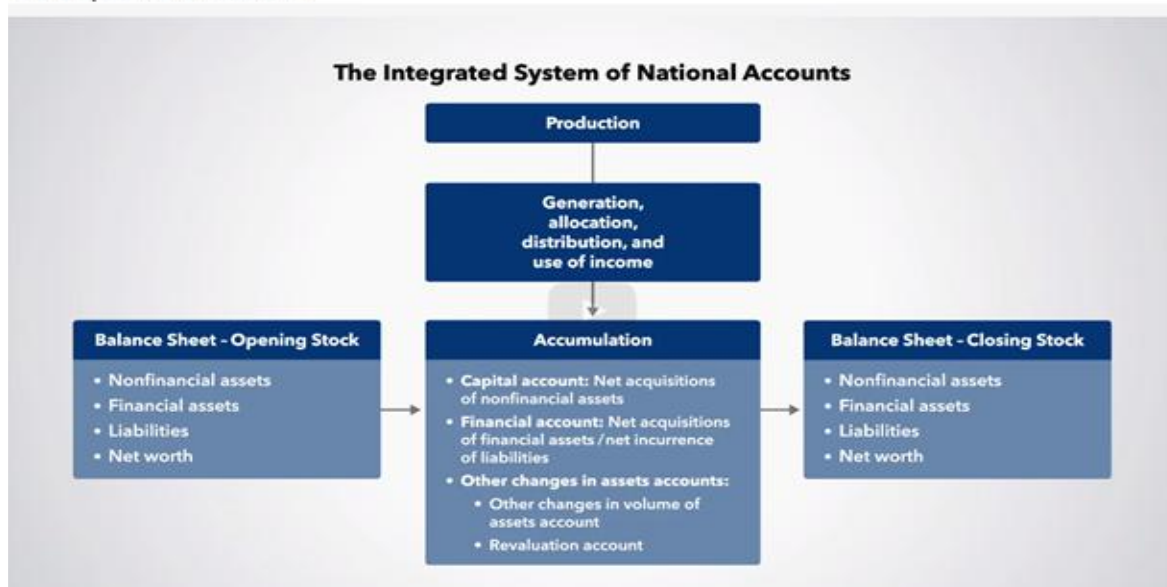 The Integrated System of National Accounts
Production
Generation,
allocation,
distribution, and
use of income
Balance Sheet – Opening Stock
• Nonfinancial assets
• Financial assets
• Liabilities
• Net worth
Accumulation
• Capital account: Net acquisitions
of nonfinancial assets
• Financial account: Net acquisitions
of financial assets / net incurrence
of liabilities
• Other changes in assets accounts:
• Other changes in volume of
assets account
• Revaluation account
Balance Sheet – Closing Stock
• Nonfinancial assets
• Financial assets
• Liabilities
• Net worth